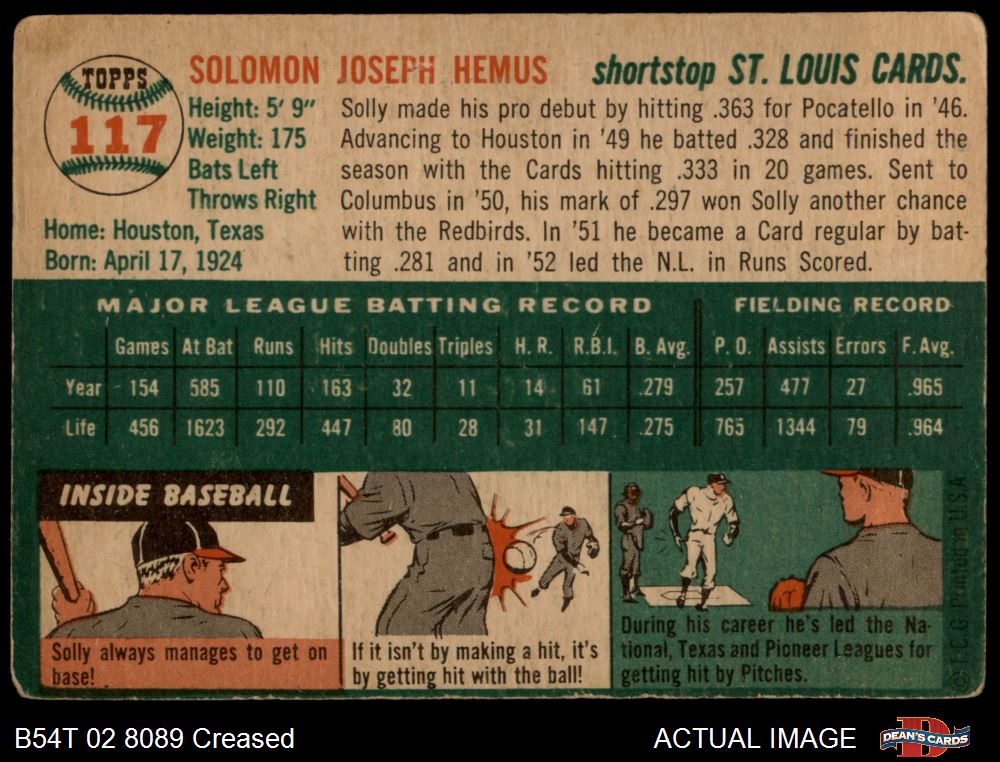 TOPPS
117
SOLOMON JOSEPH HEMUS shortstop ST. LOUIS CARDS.
Height: 5' 9"
Weight: 175
Bats Left
Throws Right
Home: Houston, Texas
Born: April 17, 1924
Solly made his pro debut by hitting .363 for Pocatello in '46.
Advancing to Houston in '49 he batted .328 and finished the
season with the Cards hitting .333 in 20 games. Sent to
Columbus in '50, his mark of .297 won Solly another chance
with the Redbirds. In '51 he became a Card regular by bat-
ting .281 and in '52 led the N.L. in Runs Scored.
MAJOR LEAGUE BATTING RECORD FIELDING RECORD
Games At Bat Runs Hits Doubles Triples H. R. R.B.I. B. Avg. P. O. Assists Errors F. Avg.
Year 154 585 110 163 32 11 14 61 .279 257 477 27 .965
Life 456 1623 292 447 80 28 31 147 .275 765 1344 79 .964
INSIDE BASEBALL
Solly always manages to get on
base!
If it isn't by making a hit, it's
by getting hit with the ball!
During his career he's led the Na-
tional, Texas and Pioneer Leagues for
getting hit by Pitches.
© T.C.G. Printed in U.S.A.
B54T 02 8089 Creased
ACTUAL IMAGE
D
DEAN'S CARDS